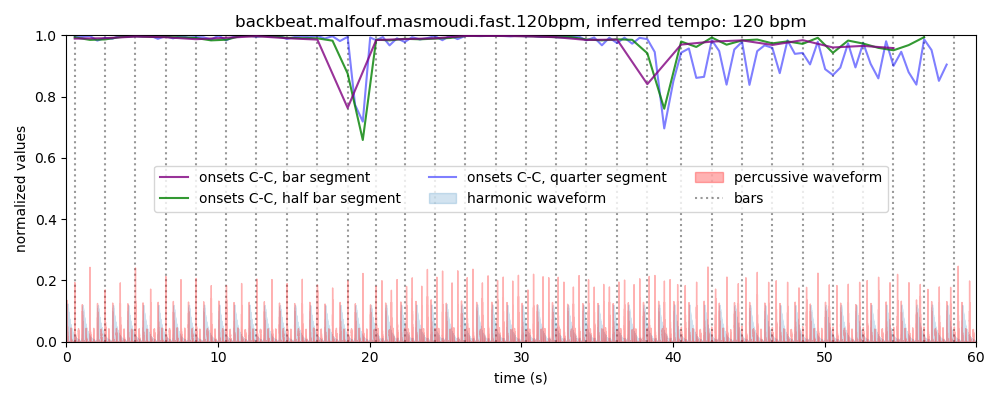 backbeat.malfouf.masmoudi.fast.120bpm, inferred tempo: 120 bpm
normalized values
1.0
0.8
0.6
0.4
0.2
0.0
onsets C-C, bar segment
onsets C-C, half bar segment
onsets C-C, quarter segment
harmonic waveform
percussive waveform
bars
0 10 20 30 40 50 60
time (s)